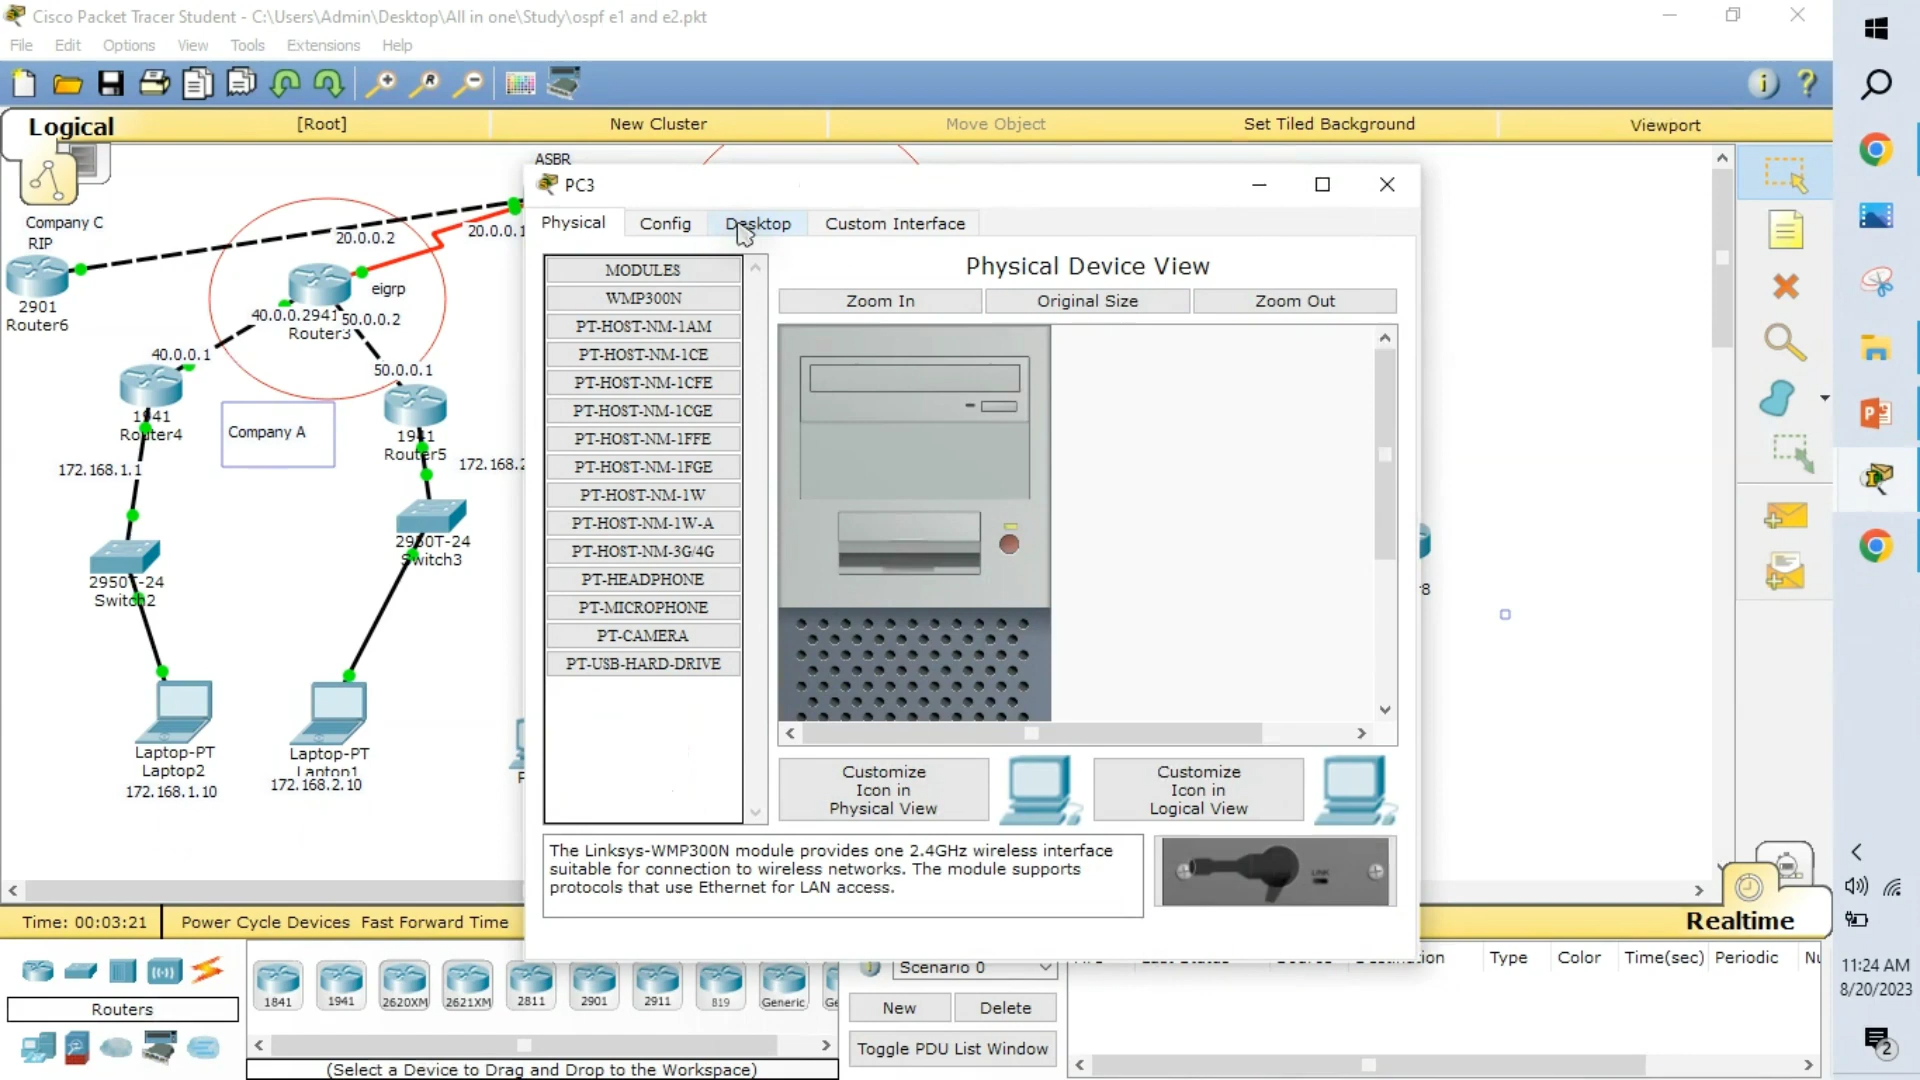 Cisco Packet Tracer Student - C:\Users\Admin\Desktop\All in one\Study\ospf e1 and e2.pkt
File Edit Options View Tools Extensions Help
Logical [Root] New Cluster Move Object Set Tiled Background Viewport
ASBR
Company C
RIP
2901
Router6
20.0.0.2
20.0.0.1
eigrp
40.0.0.2941
50.0.0.2
Router3
40.0.0.1
50.0.0.1
1941
Router4
Company A
1941
Router5
172.168.1.1
172.168.2
2950T-24
Switch3
2950T-24
Switch2
Laptop-PT
Laptop2
172.168.1.10
Laptop-PT
Laptop1
172.168.2.10
PC3
Physical Config Desktop Custom Interface
MODULES
WMP300N
PT-HOST-NM-1AM
PT-HOST-NM-1CE
PT-HOST-NM-1CFE
PT-HOST-NM-1CGE
PT-HOST-NM-1FFE
PT-HOST-NM-1FGE
PT-HOST-NM-1W
PT-HOST-NM-1W-A
PT-HOST-NM-3G/4G
PT-HEADPHONE
PT-MICROPHONE
PT-CAMERA
PT-USB-HARD-DRIVE
Physical Device View
Zoom In Original Size Zoom Out
Customize
Icon in
Physical View
Customize
Icon in
Logical View
The Linksys-WMP300N module provides one 2.4GHz wireless interface
suitable for connection to wireless networks. The module supports
protocols that use Ethernet for LAN access.
r8
Time: 00:03:21 Power Cycle Devices Fast Forward Time
Realtime
Routers
1841 1941 2620XM 2621XM 2811 2901 2911 819 Generic Ge
(Select a Device to Drag and Drop to the Workspace)
Scenario 0
New Delete
Toggle PDU List Window
Type Color Time(sec) Periodic Nu
11:24 AM
8/20/2023
2